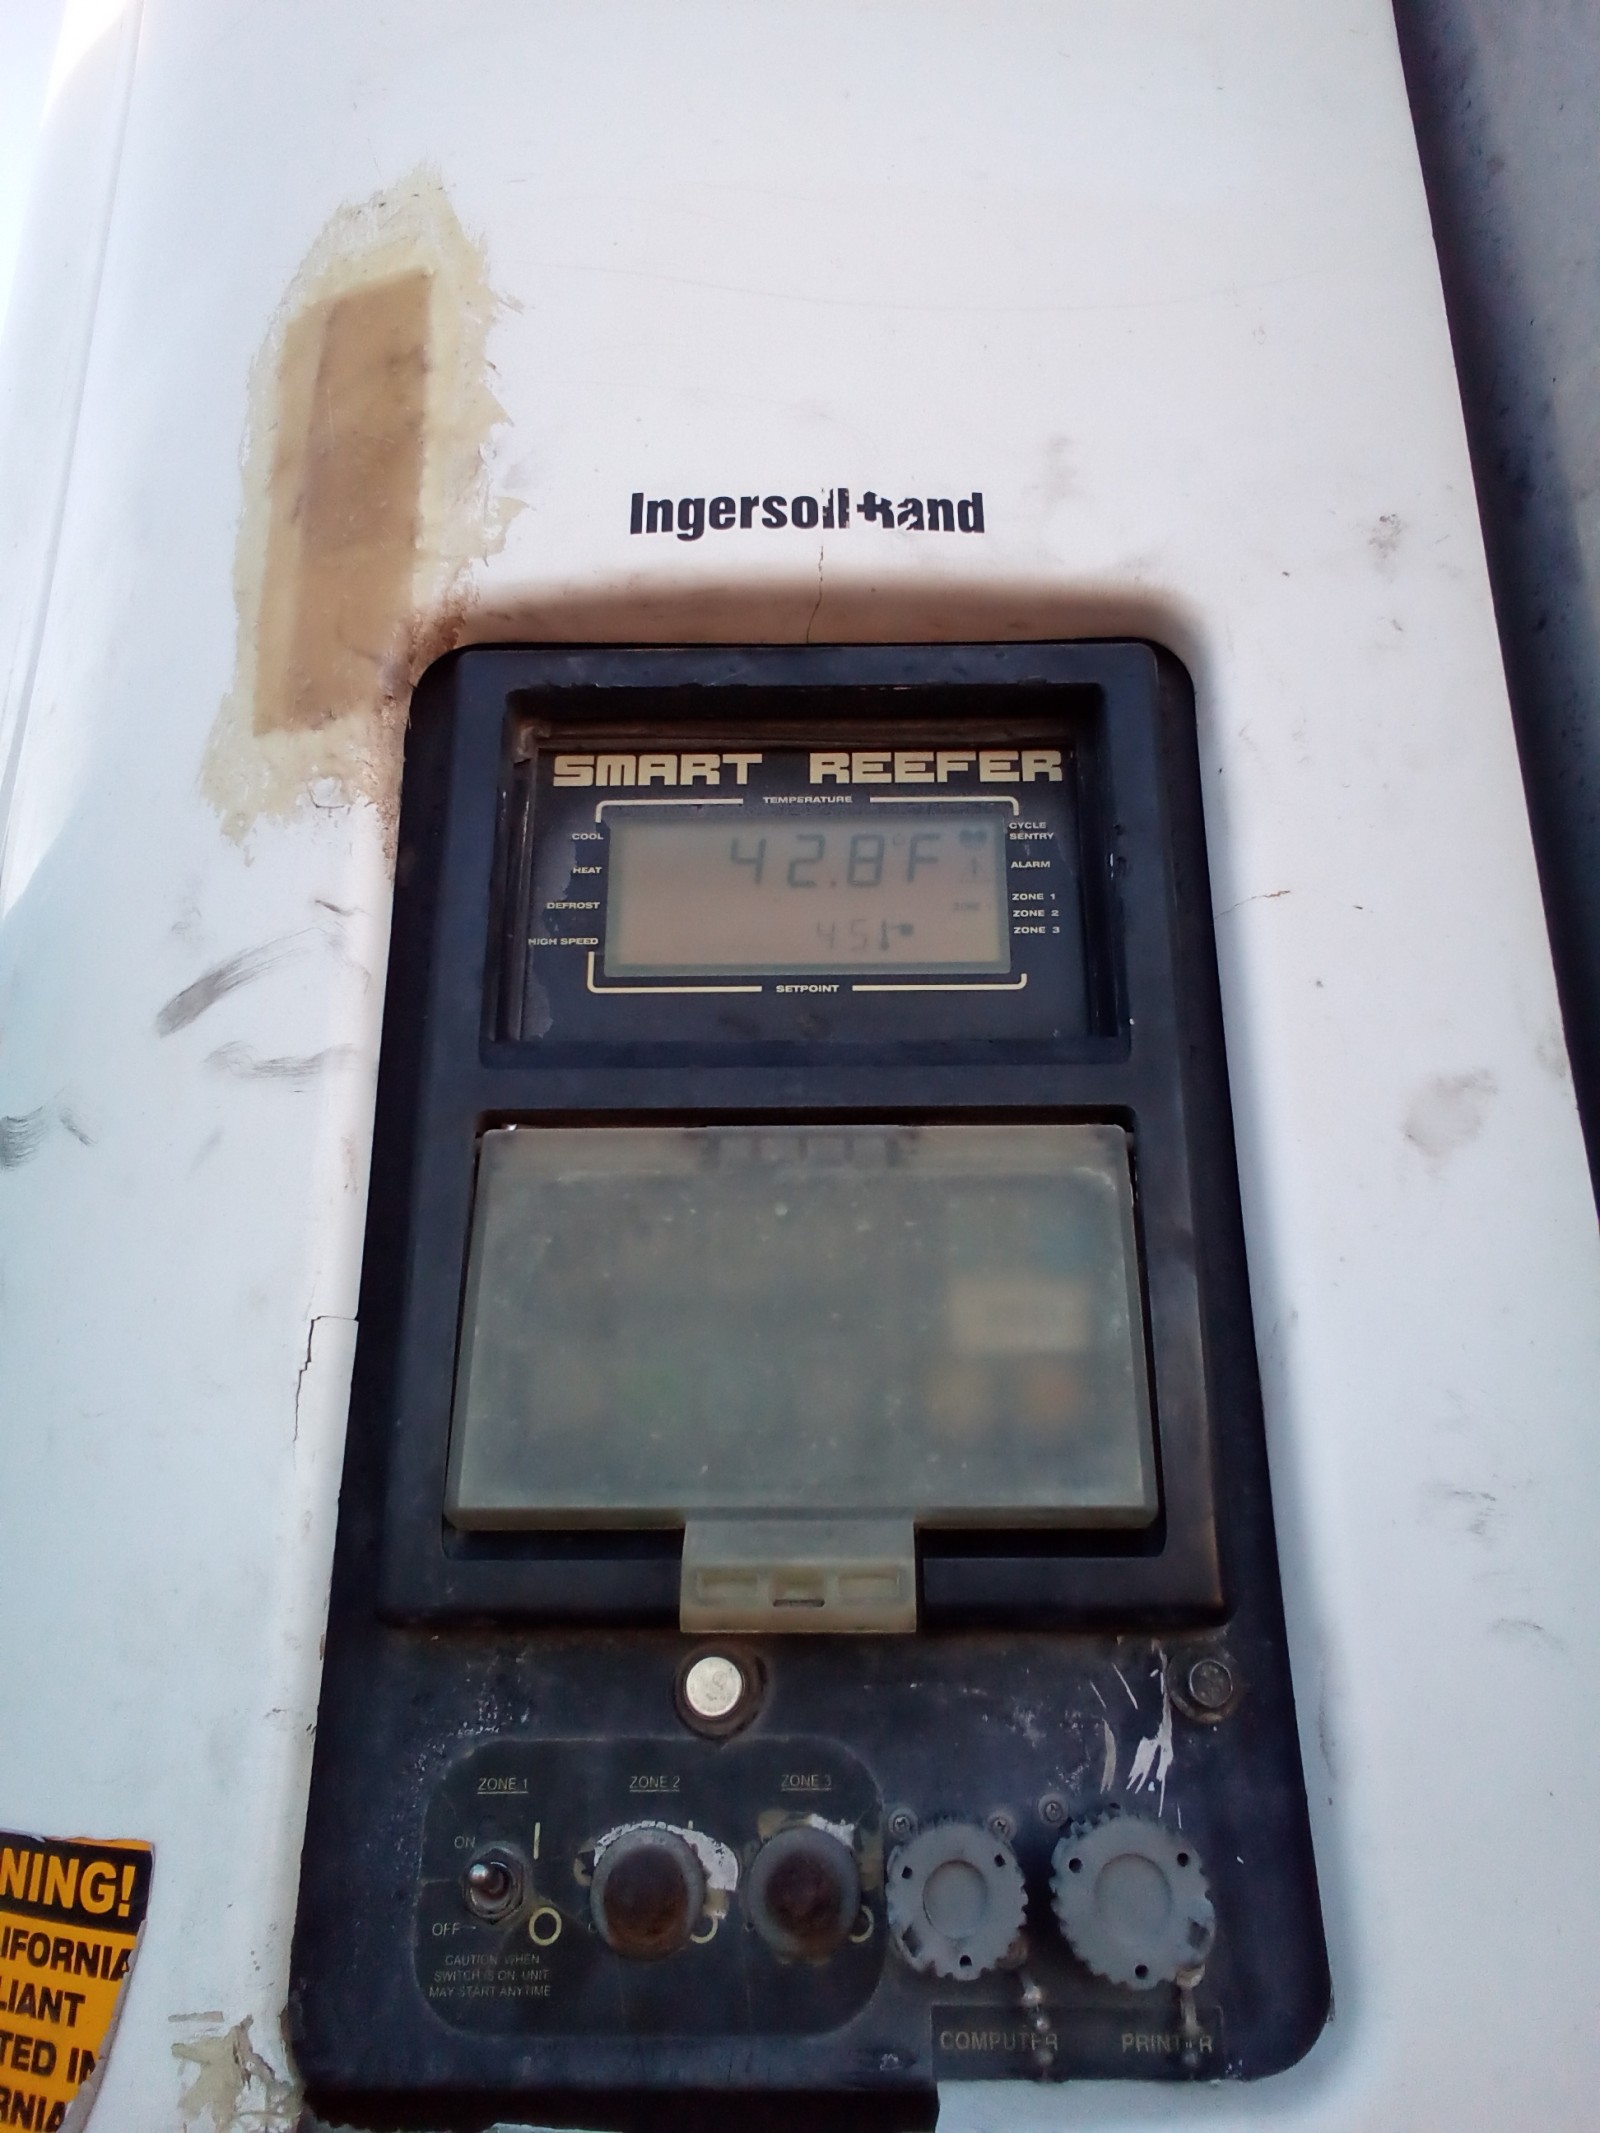 Ingersoll-Rand
SMART REEFER
TEMPERATURE
COOL
HEAT
DEFROST
HIGH SPEED
42.8°F
45
CYCLE
SENTRY
ALARM
ZONE 1
ZONE 2
ZONE 3
SETPOINT
ZONE 1
ZONE 2
ZONE 3
ON
OFF
CAUTION WHEN
SWITCH IS ON UNIT
MAY START ANYTIME
COMPUTER
PRINTER
NING!
IFORNIA
LIANT
TED IN
RNIA